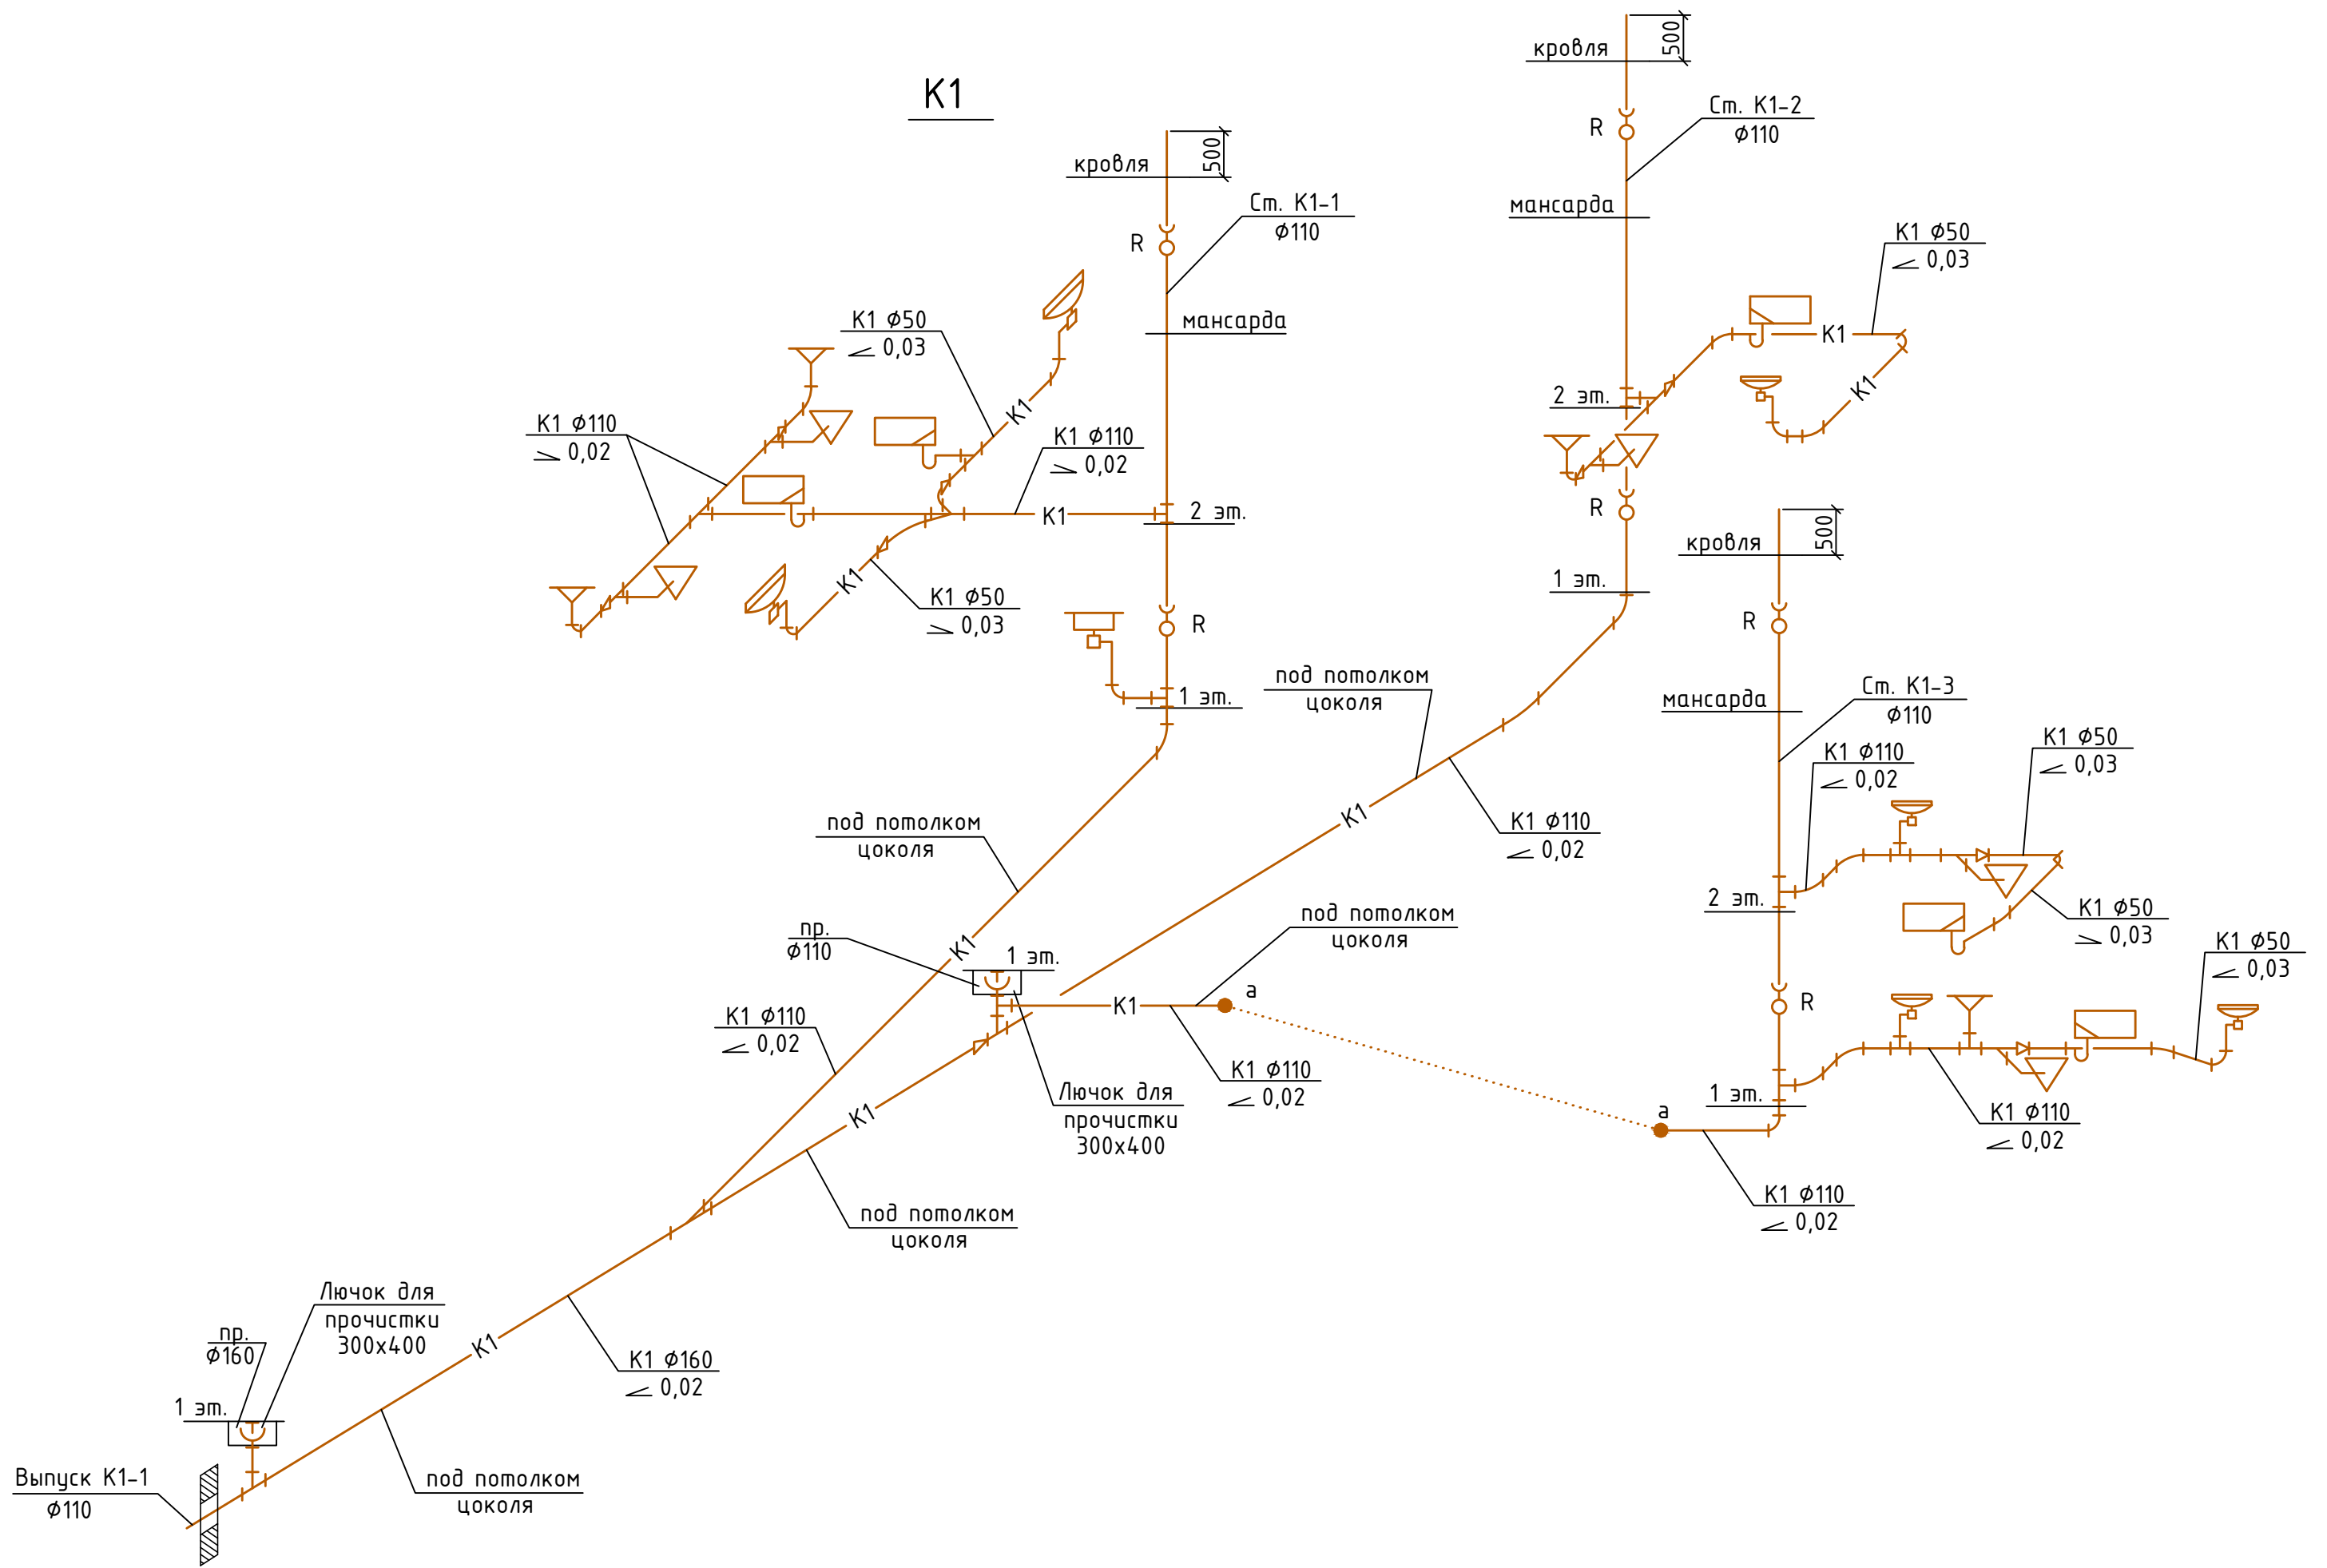 К1
кровля
500
Ст. К1-1
Ф110
R
мансарда
К1 Ф50
0,03
К1
К1 Ф110
0,02
К1 Ф110
0,02
К1
2 эт.
К1
К1 Ф50
0,03
R
1 эт.
кровля
500
R
Ст. К1-2
Ф110
мансарда
К1 Ф50
0,03
К1
К1
2 эт.
R
1 эт.
под потолком
цоколя
К1
К1 Ф110
0,02
кровля
500
R
мансарда
Ст. К1-3
Ф110
К1 Ф110
0,02
К1 Ф50
0,03
2 эт.
К1 Ф50
0,03
К1 Ф50
0,03
R
1 эт.
К1 Ф110
0,02
а
К1 Ф110
0,02
под потолком
цоколя
К1
пр.
Ф110
1 эт.
под потолком
цоколя
К1
а
К1 Ф110
0,02
К1 Ф110
0,02
Лючок для
прочистки
300х400
К1
под потолком
цоколя
Лючок для
прочистки
300х400
пр.
Ф160
К1
К1 Ф160
0,02
1 эт.
Выпуск К1-1
Ф110
под потолком
цоколя